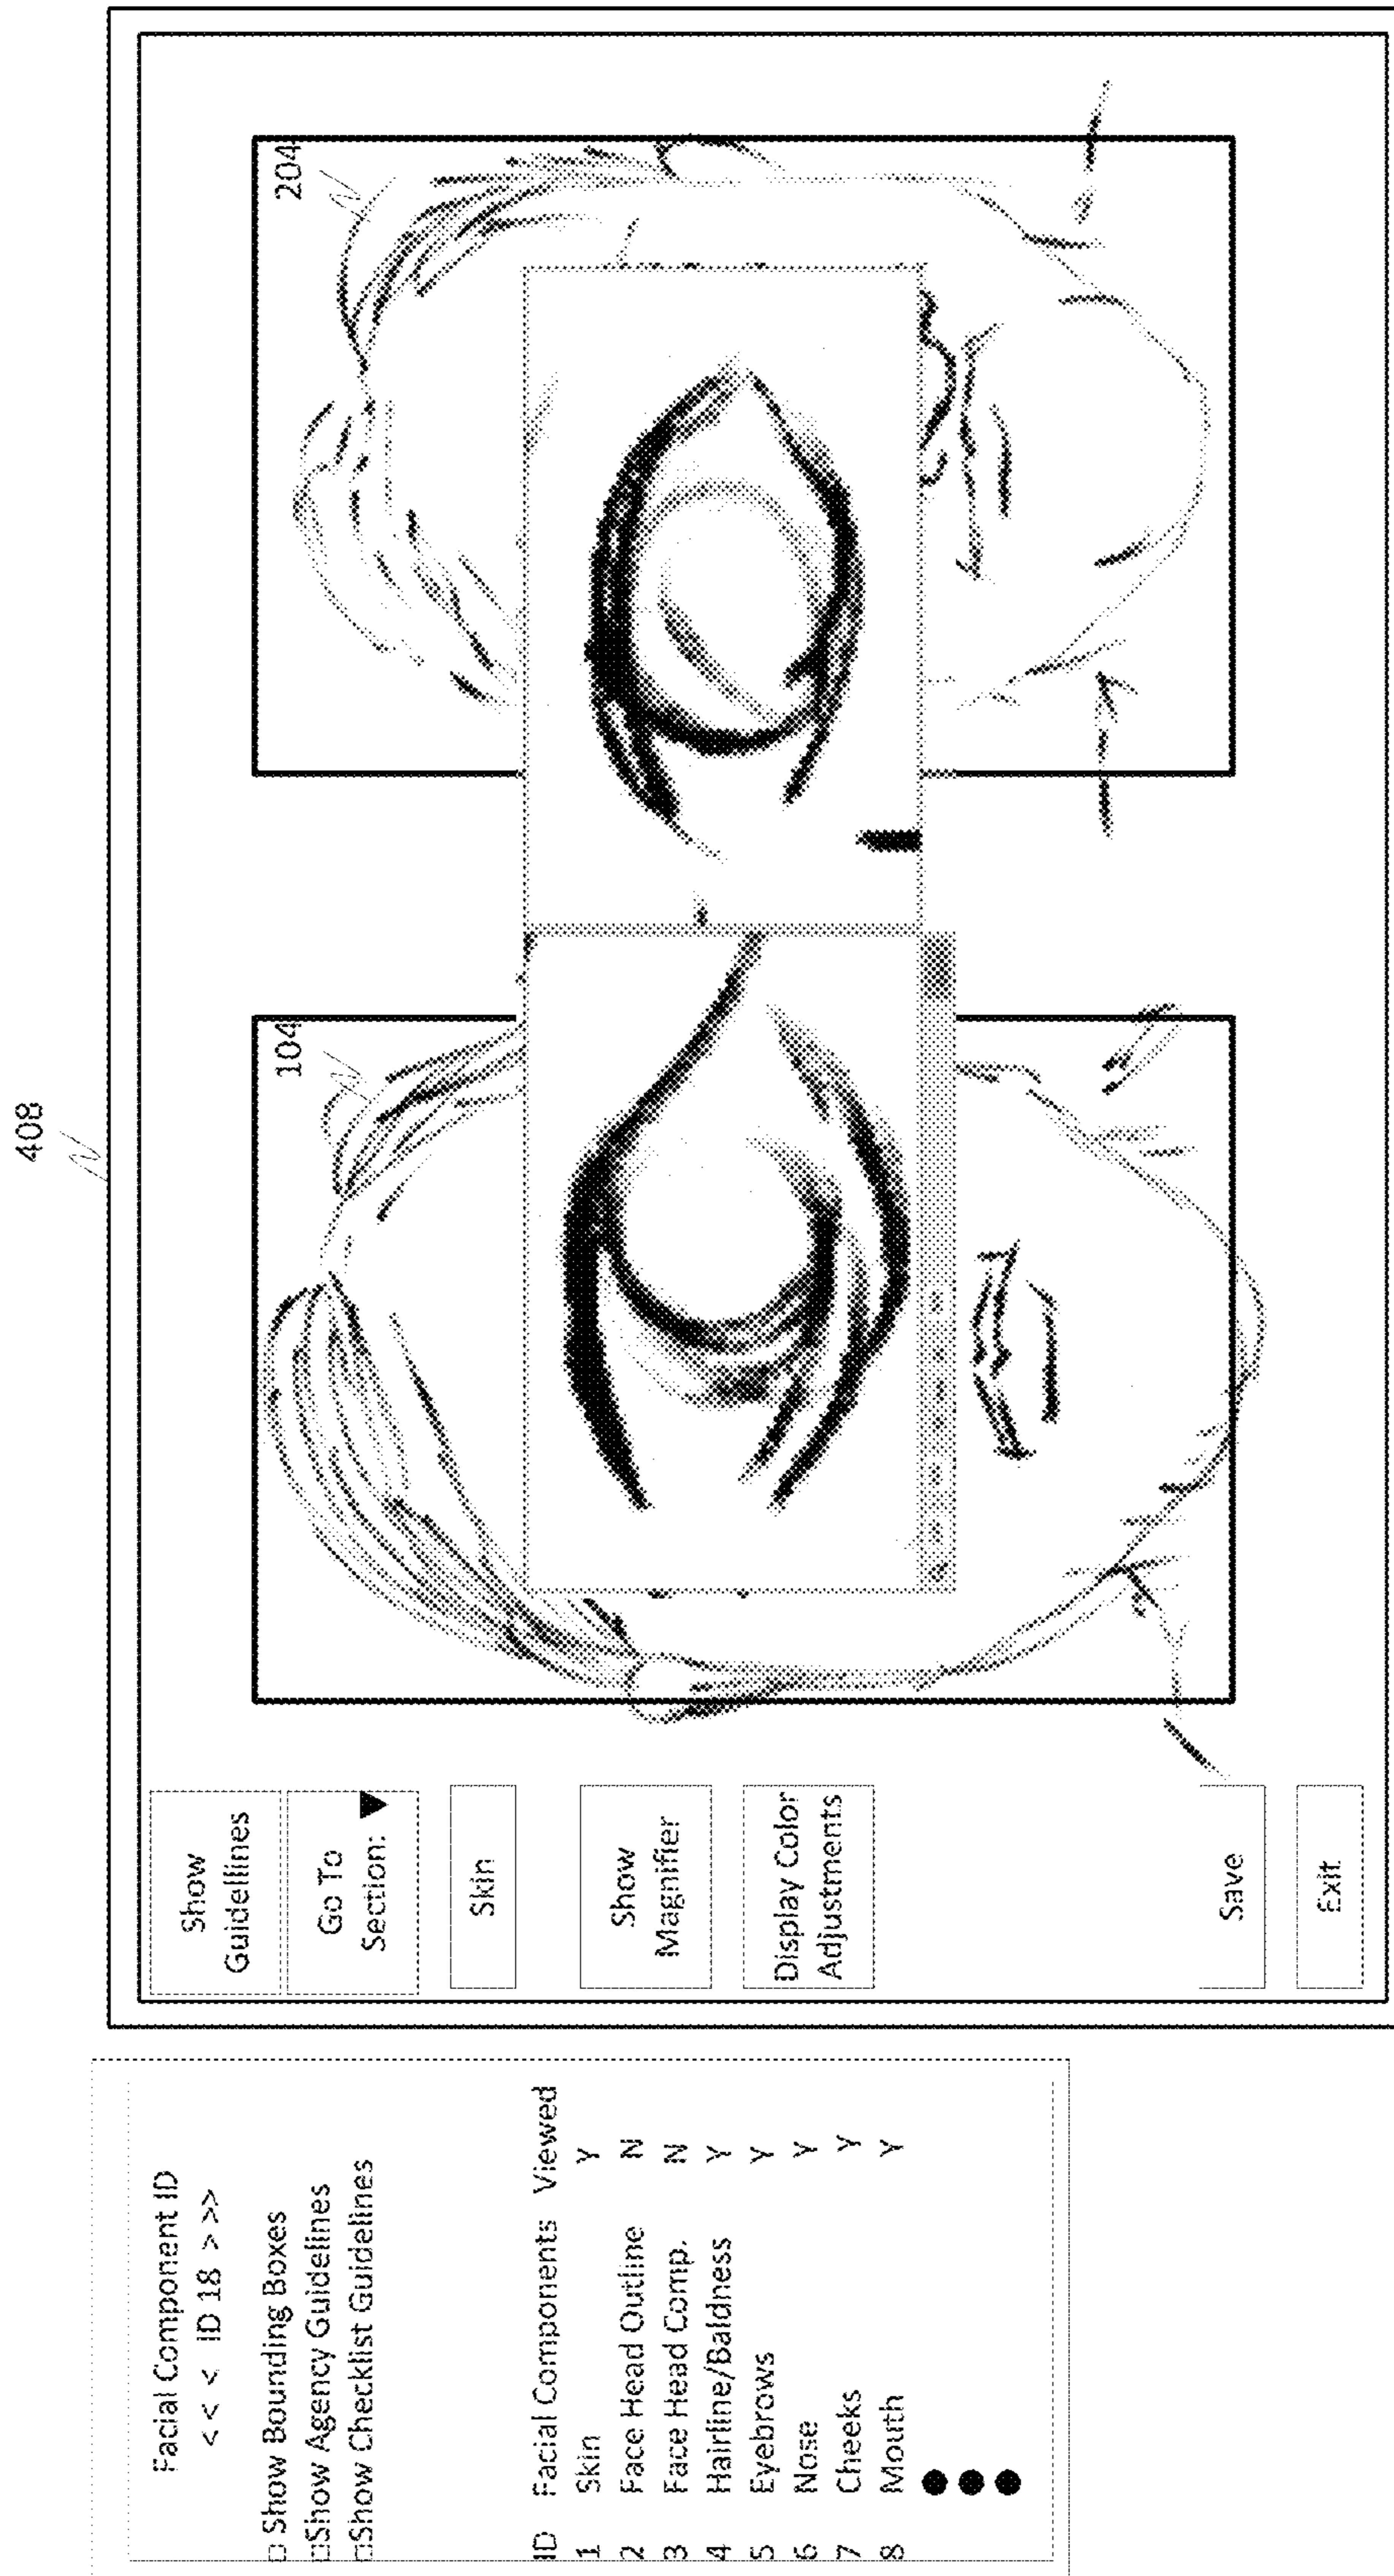 408
Facial Component ID
< < < ID 18 > >>
□ Show Bounding Boxes
□Show Agency Guidelines
□Show Checklist Guidelines
ID Facial Components Viewed
1 Skin Y
2 Face Head Outline N
3 Face Head Comp. N
4 Hairline/Baldness Y
5 Eyebrows Y
6 Nose Y
7 Cheeks Y
8 Mouth Y
Show
Guidellines
Go To
Section: ▼
Skin
Show
Magnifier
Display Color
Adjustments
Save
Exit
104
204